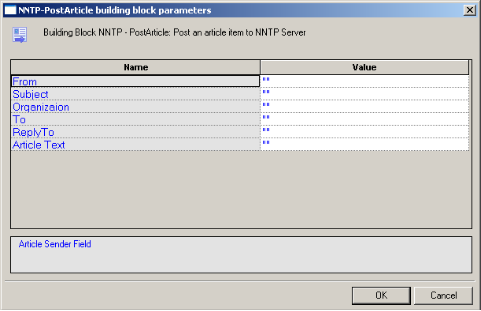 NNTP-PostArticle building block parameters
Building Block NNTP - PostArticle: Post an article item to NNTP Server
Name Value
From ""
Subject ""
Organizaion ""
To ""
ReplyTo ""
Article Text ""
Article Sender Field
OK Cancel